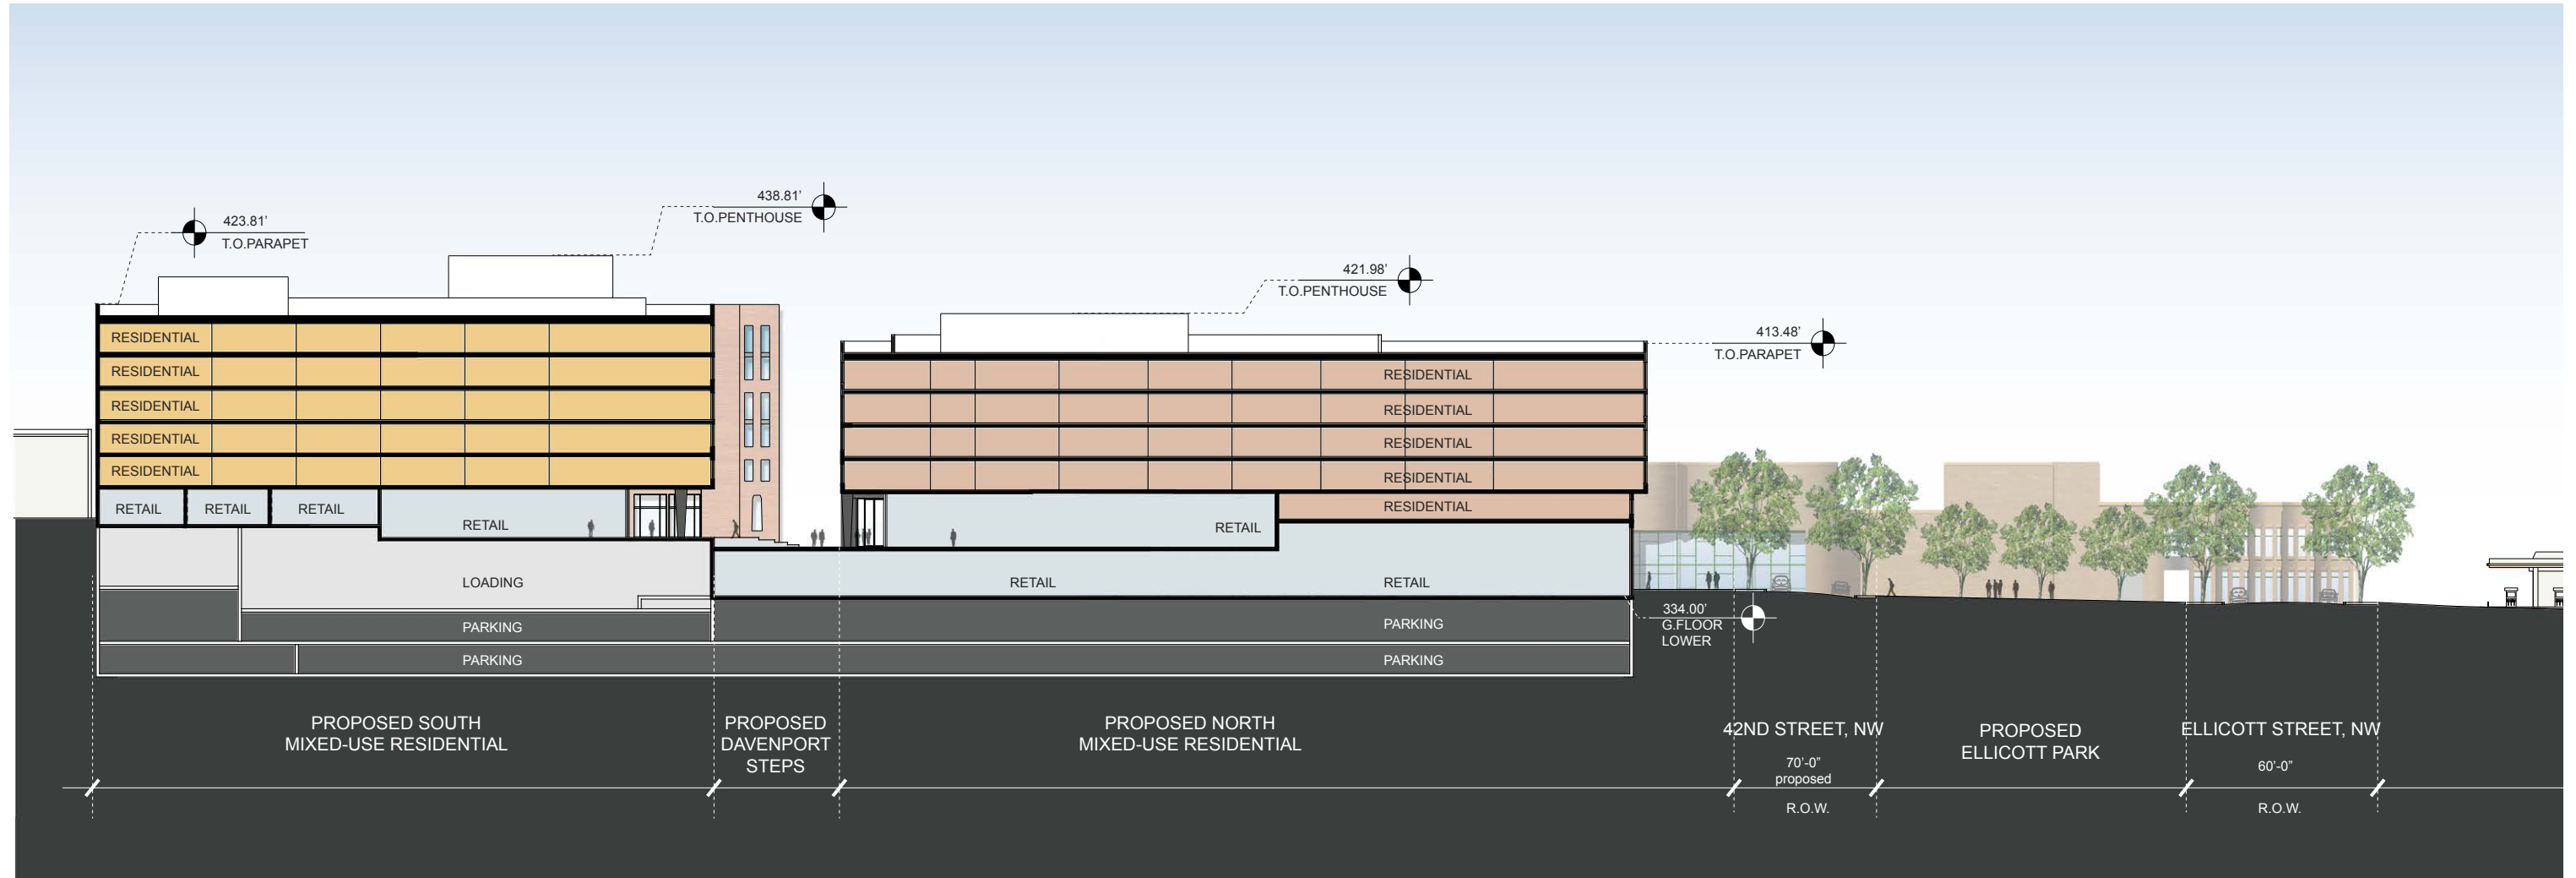 438.81’
T.O.PENTHOUSE
423.81’
T.O.PARAPET
421.98’
T.O.PENTHOUSE
413.48’
T.O.PARAPET
RESIDENTIAL
RESIDENTIAL
RESIDENTIAL
RESIDENTIAL
RESIDENTIAL
RETAIL
RETAIL
RETAIL
RETAIL
LOADING
PARKING
PARKING
RESIDENTIAL
RESIDENTIAL
RESIDENTIAL
RESIDENTIAL
RESIDENTIAL
RETAIL
RETAIL
RETAIL
PARKING
PARKING
334.00’
G.FLOOR
LOWER
PROPOSED SOUTH
MIXED-USE RESIDENTIAL
PROPOSED
DAVENPORT
STEPS
PROPOSED NORTH
MIXED-USE RESIDENTIAL
42ND STREET, NW
70’-0”
proposed
R.O.W.
PROPOSED
ELLICOTT PARK
ELLICOTT STREET, NW
60’-0”
R.O.W.